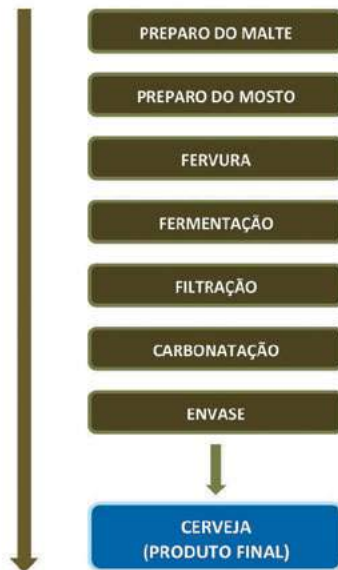 PREPARO DO MALTE
PREPARO DO MOSTO
FERVURA
FERMENTAÇÃO
FILTRAÇÃO
CARBONATAÇÃO
ENVASE
CERVEJA
(PRODUTO FINAL)